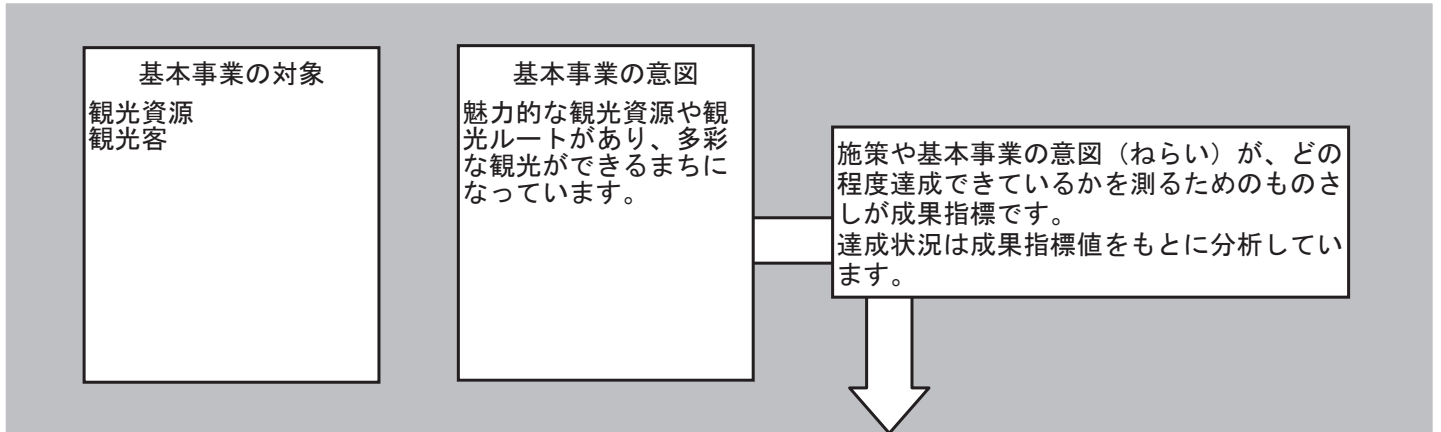 基本事業の対象
観光資源
観光客
基本事業の意図
魅力的な観光資源や観
光ルートがあり、多彩
な観光ができるまちに
なっています。
施策や基本事業の意図（ねらい）が、どの
程度達成できているかを測るためのものさ
しが成果指標です。
達成状況は成果指標値をもとに分析してい
ます。